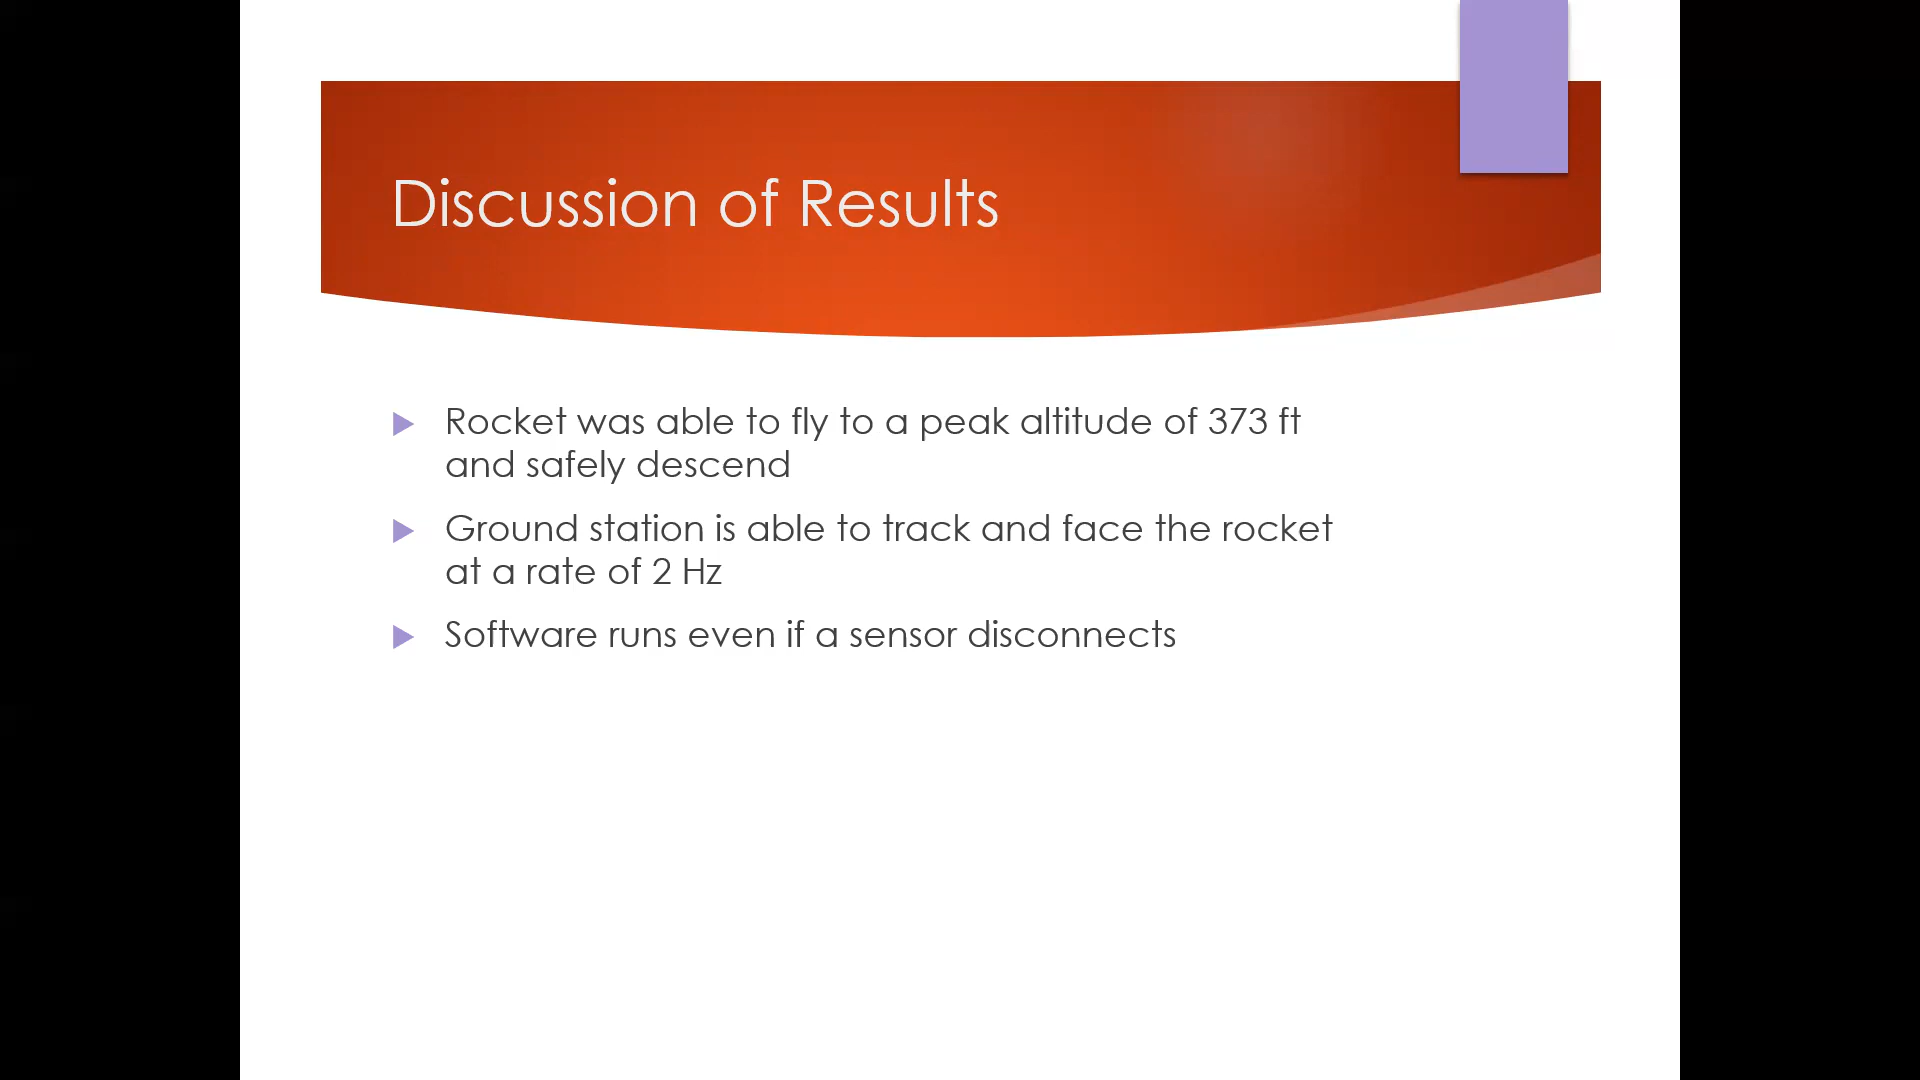 Discussion of Results
Rocket was able to fly to a peak altitude of 373 ft
and safely descend
Ground station is able to track and face the rocket
at a rate of 2 Hz
Software runs even if a sensor disconnects